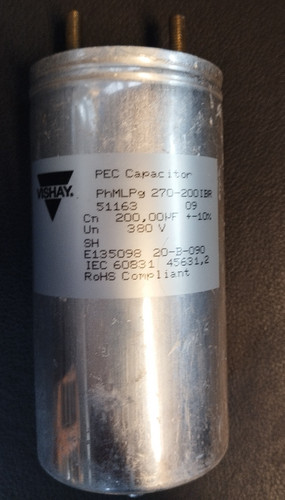 VISHAY.
PEC Capacitor
PhMLPg 270-200IBR
51163 09
Cn 200,00µF +-10%
Un 380 V
SH
E135098 20-B-090
IEC 60831 45631,2
RoHS Compliant